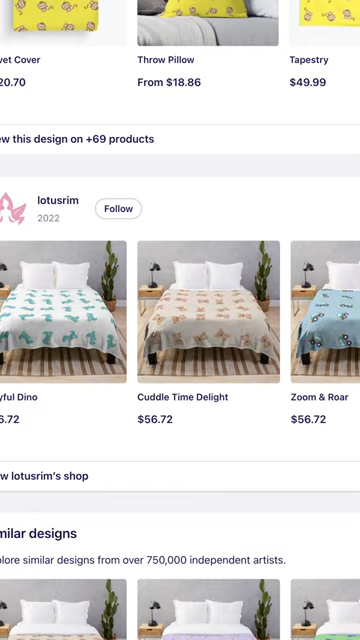 vet Cover
Throw Pillow
Tapestry
20.70
From $18.86
$49.99
ew this design on +69 products
lotusrim
2022
Follow
yful Dino
Cuddle Time Delight
Zoom & Roar
6.72
$56.72
$56.72
w lotusrim's shop
milar designs
plore similar designs from over 750,000 independent artists.